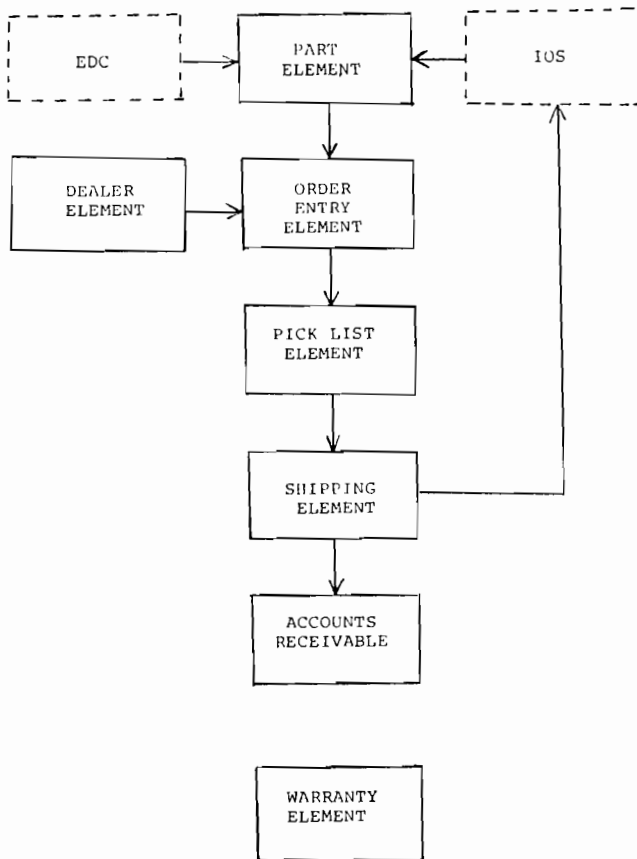 EDC
PART
ELEMENT
IOS
DEALER
ELEMENT
ORDER
ENTRY
ELEMENT
PICK LIST
ELEMENT
SHIPPING
ELEMENT
ACCOUNTS
RECEIVABLE
WARRANTY
ELEMENT